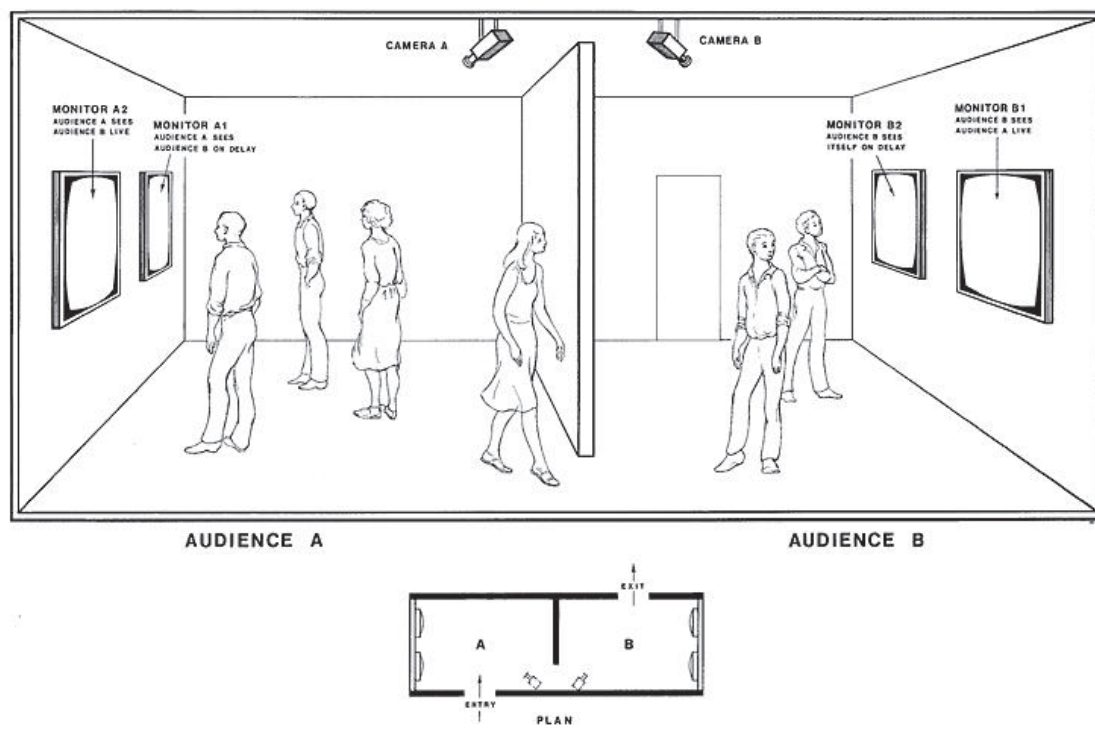 CAMERA A
CAMERA B
MONITOR A2
AUDIENCE A SEES
AUDIENCE B LIVE
MONITOR A1
AUDIENCE A SEES
AUDIENCE B ON DELAY
MONITOR B2
AUDIENCE B SEES
ITSELF ON DELAY
MONITOR B1
AUDIENCE B SEES
AUDIENCE A LIVE
AUDIENCE A
AUDIENCE B
EXIT
A
B
ENTRY
PLAN